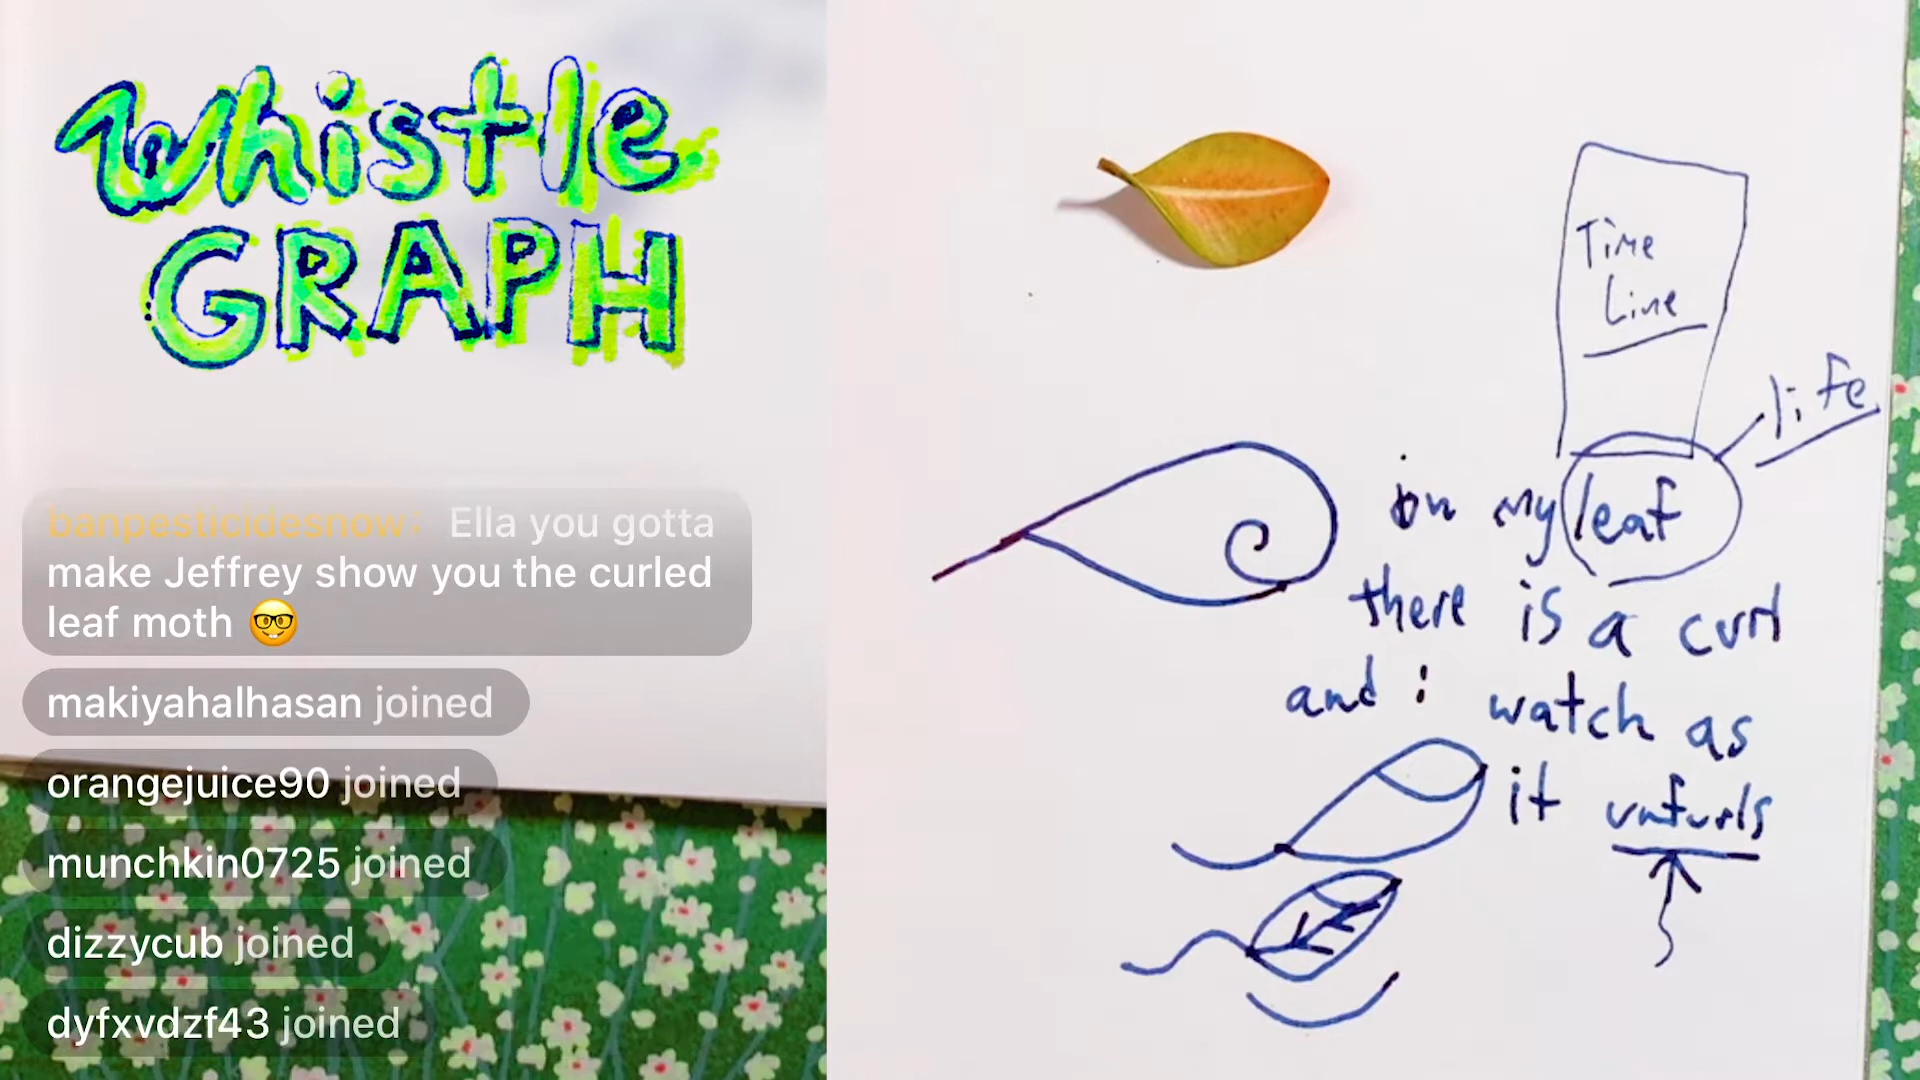 Whistle
GRAPH
banpesticidesnow: Ella you gotta
make Jeffrey show you the curled
leaf moth 🤓
makiyahalhasan joined
orangejuice90 joined
munchkin0725 joined
dizzycub joined
dyfxvdzf43 joined
Time
Line
life
on my leaf
there is a curl
and i watch as
it unfurls